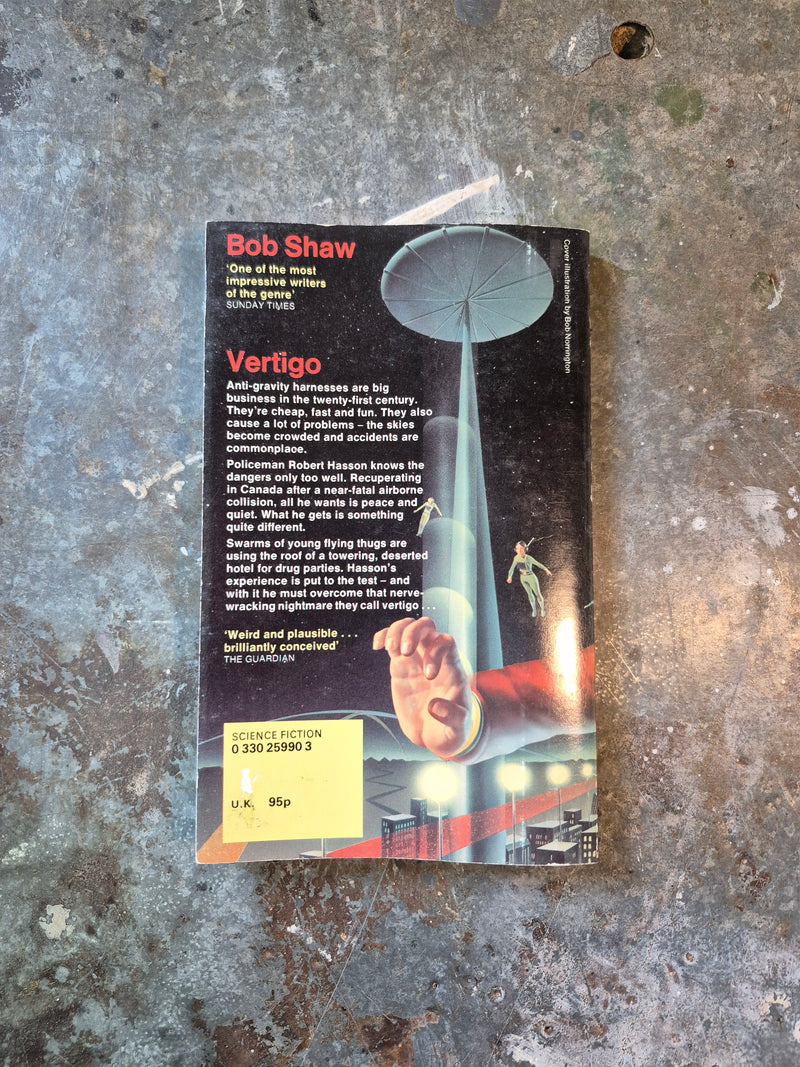 Bob Shaw
‘One of the most
impressive writers
of the genre’
SUNDAY TIMES
Cover illustration by Bob Norrington
Vertigo
Anti-gravity harnesses are big
business in the twenty-first century.
They’re cheap, fast and fun. They also
cause a lot of problems – the skies
become crowded and accidents are
commonplace.
Policeman Robert Hasson knows the
dangers only too well. Recuperating
in Canada after a near-fatal airborne
collision, all he wants is peace and
quiet. What he gets is something
quite different.
Swarms of young flying thugs are
using the roof of a towering, deserted
hotel for drug parties. Hasson’s
experience is put to the test – and
with it he must overcome that nerve-
wracking nightmare they call vertigo . . .
‘Weird and plausible . . .
brilliantly conceived’
THE GUARDIAN
SCIENCE FICTION
0 330 25990 3
U.K. 95p